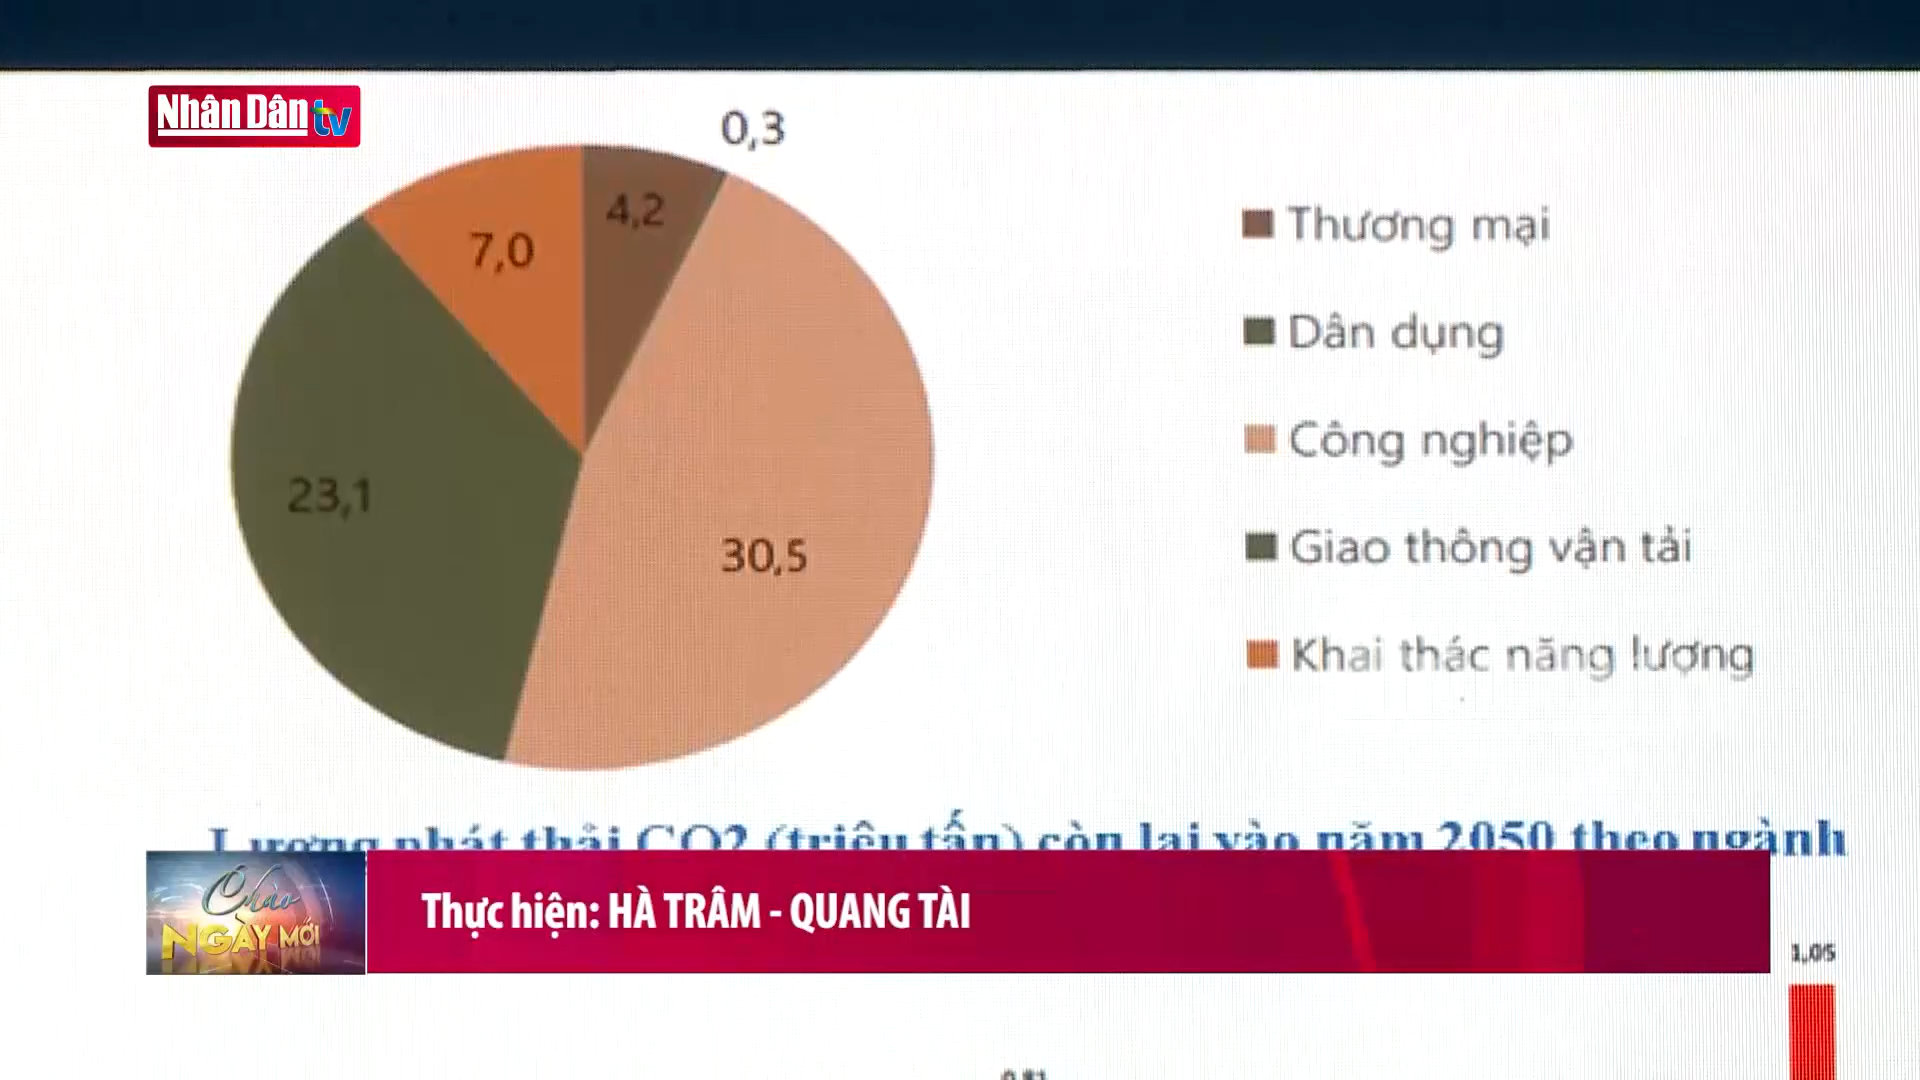 Nhân Dân tv
0,3
4,2
7,0
23,1
30,5
Thương mại
Dân dụng
Công nghiệp
Giao thông vận tải
Khai thác năng lượng
Lượng phát thải CO2 (triệu tấn) còn lại vào năm 2050 theo ngành
Chào
NGÀY MỚI
Thực hiện: HÀ TRÂM - QUANG TÀI
1,05
0,81